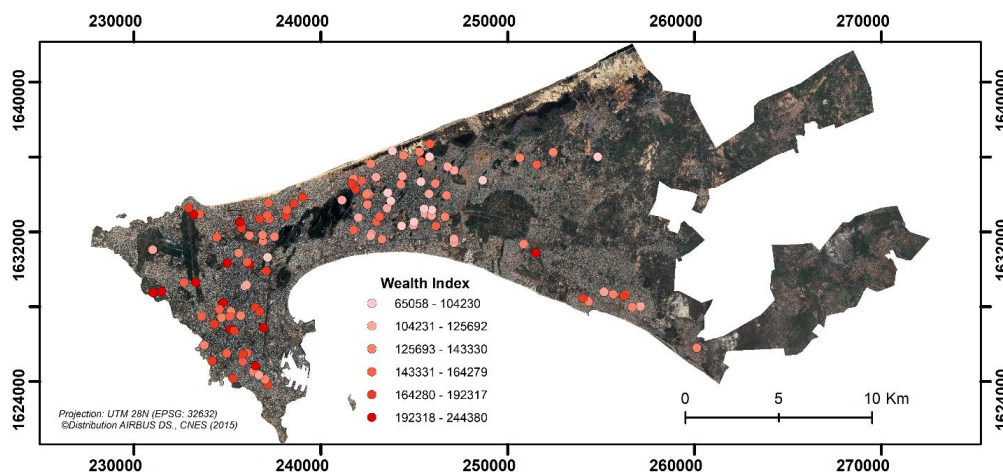 230000 240000 250000 260000 270000
1640000 1640000
1632000 1632000
Wealth Index
65058 - 104230
104231 - 125692
125693 - 143330
143331 - 164279
164280 - 192317
192318 - 244380
1624000 1624000
0 5 10 Km
Projection: UTM 28N (EPSG: 32632)
©Distribution AIRBUS DS., CNES (2015)
230000 240000 250000 260000 270000